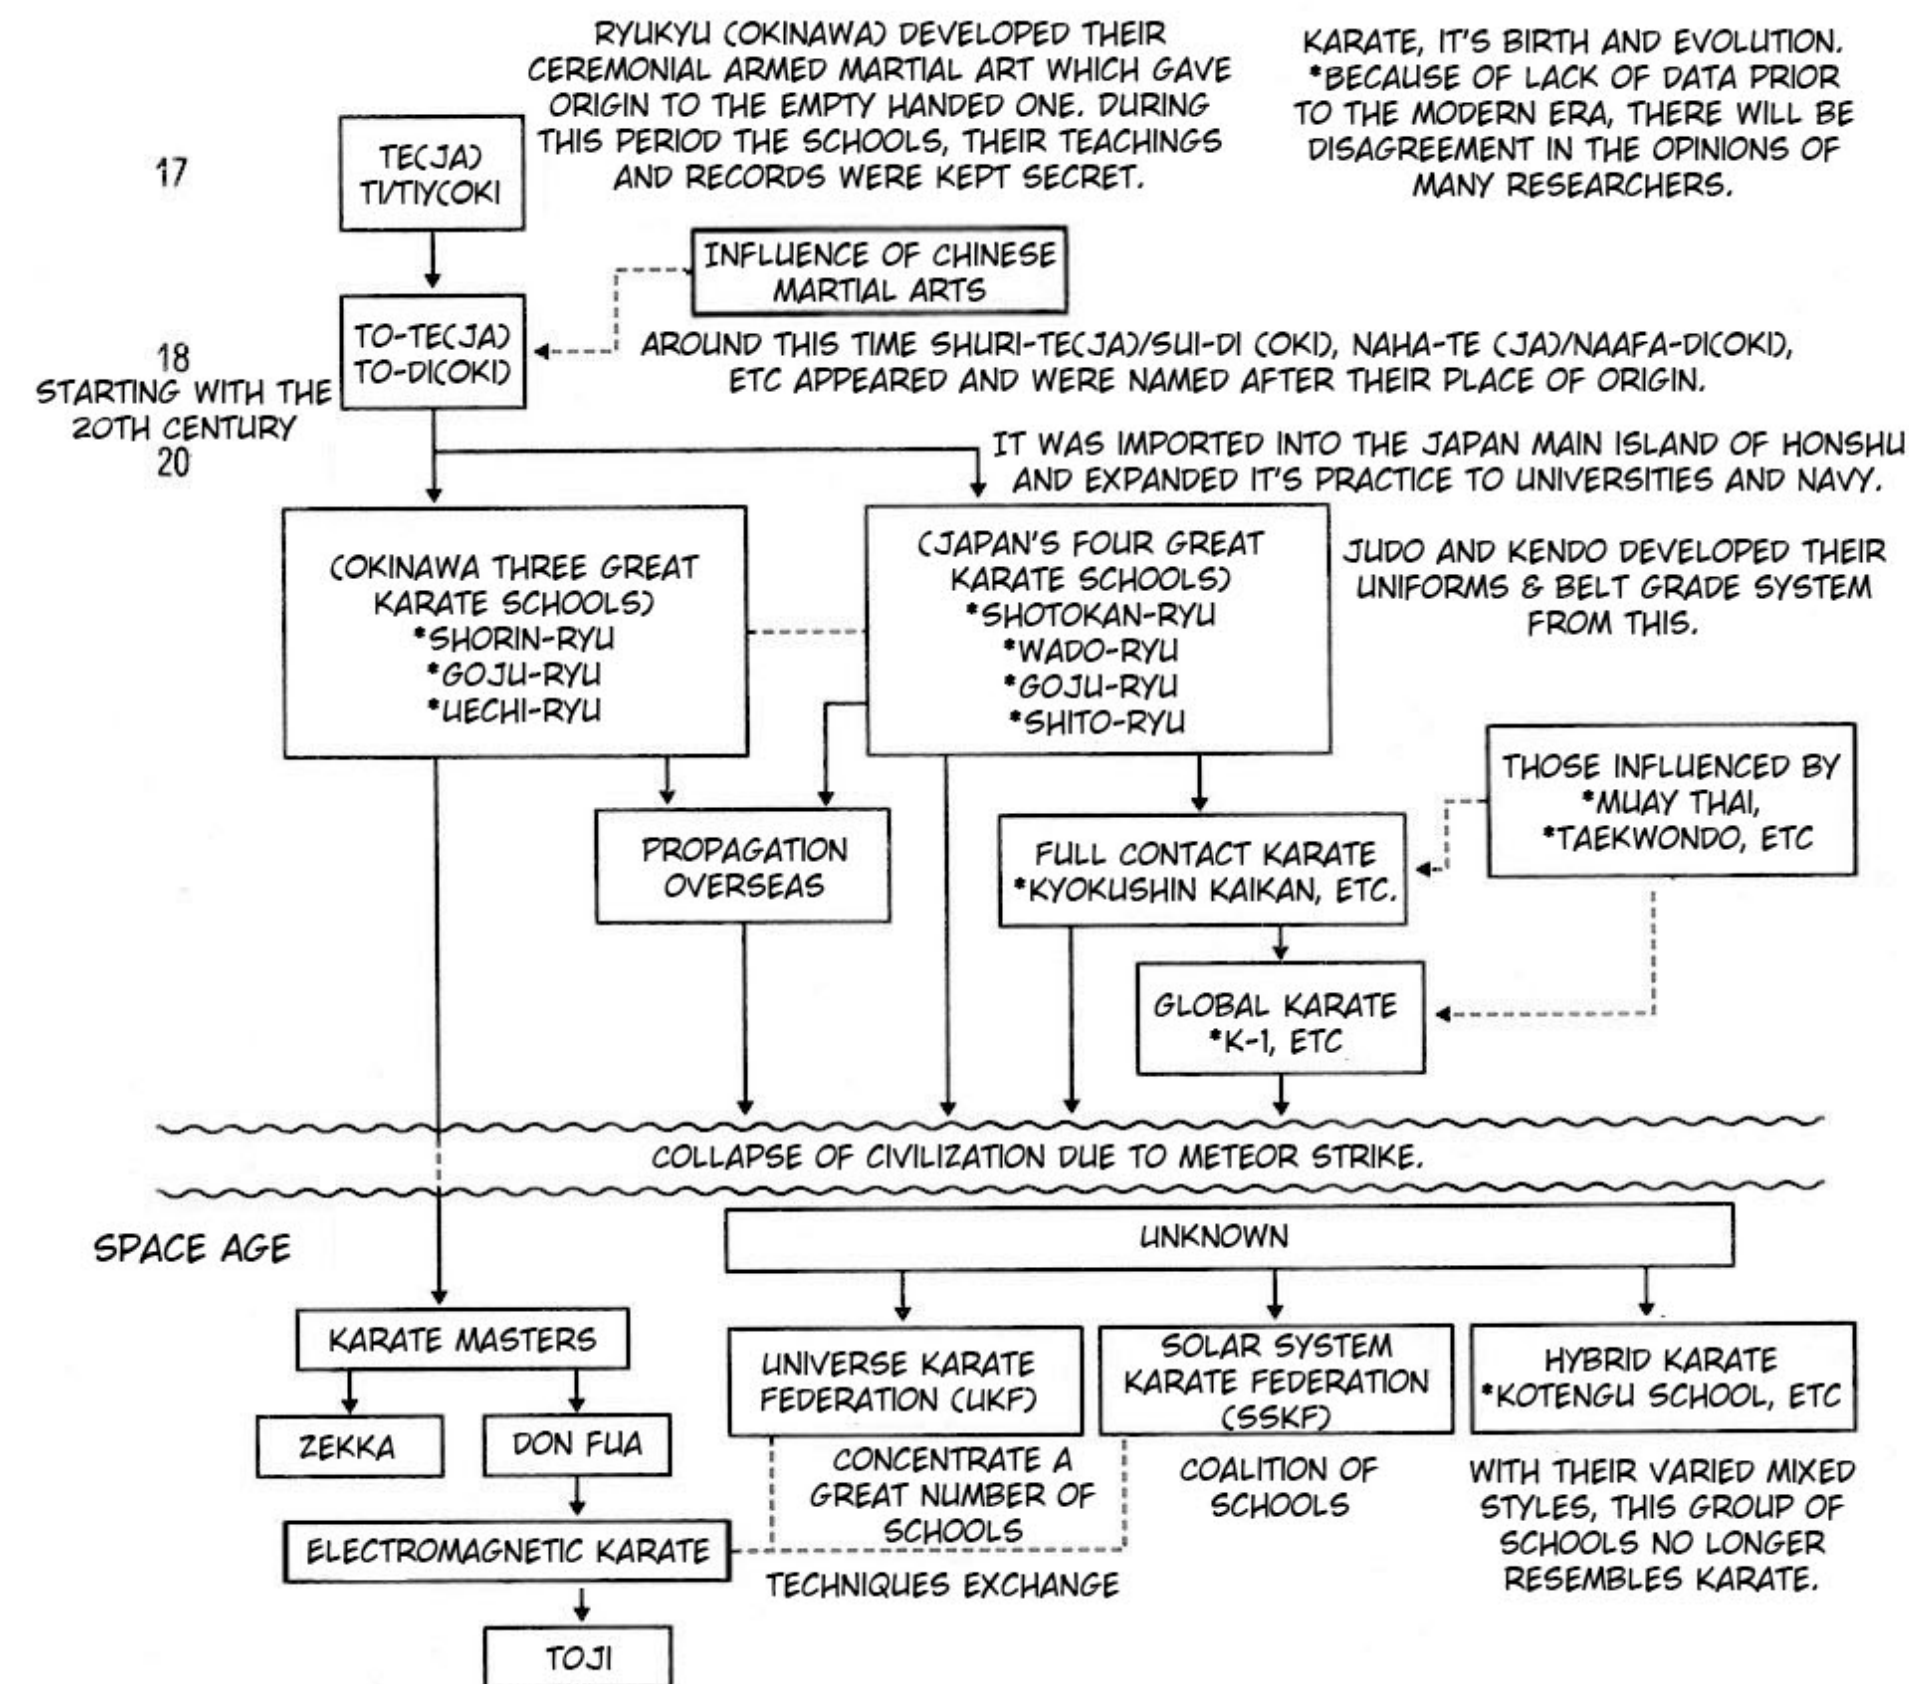 RYUKYU (OKINAWA) DEVELOPED THEIR
CEREMONIAL ARMED MARTIAL ART WHICH GAVE
ORIGIN TO THE EMPTY HANDED ONE. DURING
THIS PERIOD THE SCHOOLS, THEIR TEACHINGS
AND RECORDS WERE KEPT SECRET.
KARATE, IT'S BIRTH AND EVOLUTION.
*BECAUSE OF LACK OF DATA PRIOR
TO THE MODERN ERA, THERE WILL BE
DISAGREEMENT IN THE OPINIONS OF
MANY RESEARCHERS.
17
TE(JA)
TI/TIY(OKI
INFLUENCE OF CHINESE
MARTIAL ARTS
18
TO-TE(JA)
TO-DI(OKI)
AROUND THIS TIME SHURI-TE(JA)/SUI-DI (OKI), NAHA-TE (JA)/NAAFA-DI(OKI),
ETC APPEARED AND WERE NAMED AFTER THEIR PLACE OF ORIGIN.
STARTING WITH THE
20TH CENTURY
20
IT WAS IMPORTED INTO THE JAPAN MAIN ISLAND OF HONSHU
AND EXPANDED IT'S PRACTICE TO UNIVERSITIES AND NAVY.
(OKINAWA THREE GREAT
KARATE SCHOOLS)
*SHORIN-RYU
*GOJU-RYU
*UECHI-RYU
(JAPAN'S FOUR GREAT
KARATE SCHOOLS)
*SHOTOKAN-RYU
*WADO-RYU
*GOJU-RYU
*SHITO-RYU
JUDO AND KENDO DEVELOPED THEIR
UNIFORMS & BELT GRADE SYSTEM
FROM THIS.
THOSE INFLUENCED BY
*MUAY THAI,
*TAEKWONDO, ETC
PROPAGATION
OVERSEAS
FULL CONTACT KARATE
*KYOKUSHIN KAIKAN, ETC.
GLOBAL KARATE
*K-1, ETC
COLLAPSE OF CIVILIZATION DUE TO METEOR STRIKE.
SPACE AGE
UNKNOWN
KARATE MASTERS
UNIVERSE KARATE
FEDERATION (UKF)
SOLAR SYSTEM
KARATE FEDERATION
(SSKF)
HYBRID KARATE
*KOTENGU SCHOOL, ETC
ZEKKA
DON FUA
CONCENTRATE A
GREAT NUMBER OF
SCHOOLS
COALITION OF
SCHOOLS
WITH THEIR VARIED MIXED
STYLES, THIS GROUP OF
SCHOOLS NO LONGER
RESEMBLES KARATE.
ELECTROMAGNETIC KARATE
TECHNIQUES EXCHANGE
TOJI